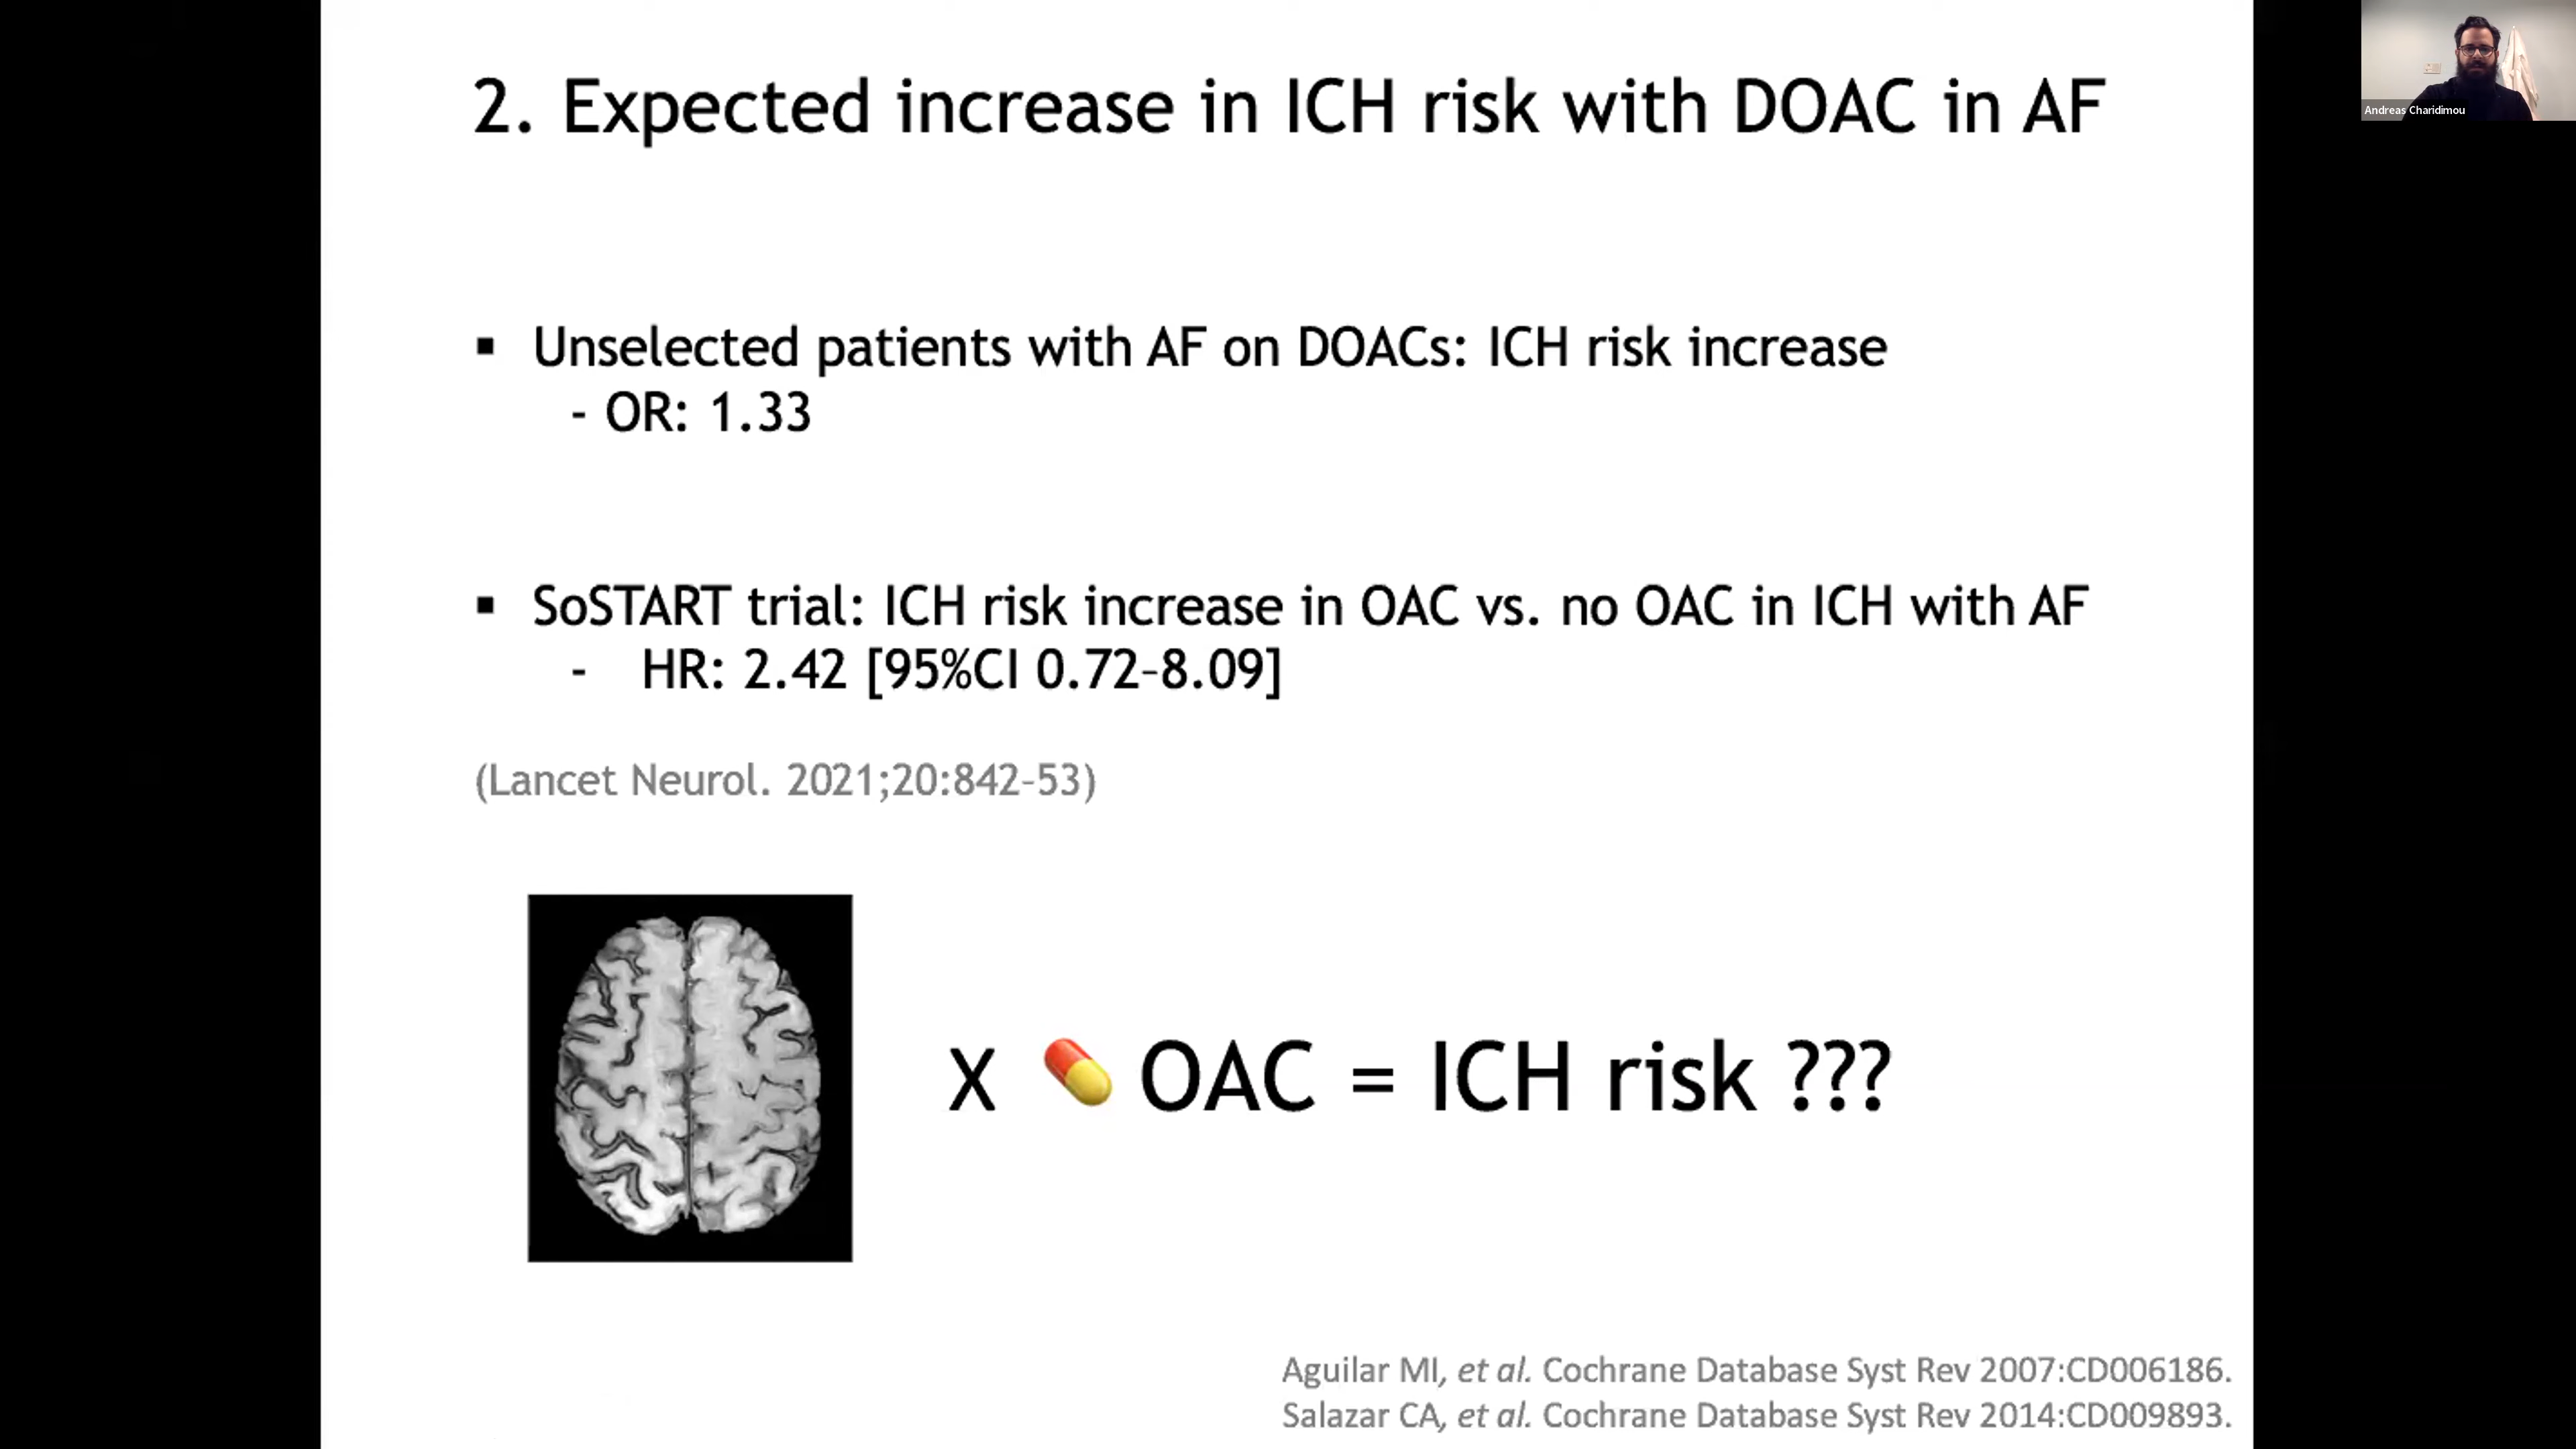 2. Expected increase in ICH risk with DOAC in AF
Andreas Charidimou
▪ Unselected patients with AF on DOACs: ICH risk increase
- OR: 1.33
▪ SoSTART trial: ICH risk increase in OAC vs. no OAC in ICH with AF
- HR: 2.42 [95%CI 0.72–8.09]
(Lancet Neurol. 2021;20:842–53)
X 💊 OAC = ICH risk ???
Aguilar MI, et al. Cochrane Database Syst Rev 2007:CD006186.
Salazar CA, et al. Cochrane Database Syst Rev 2014:CD009893.